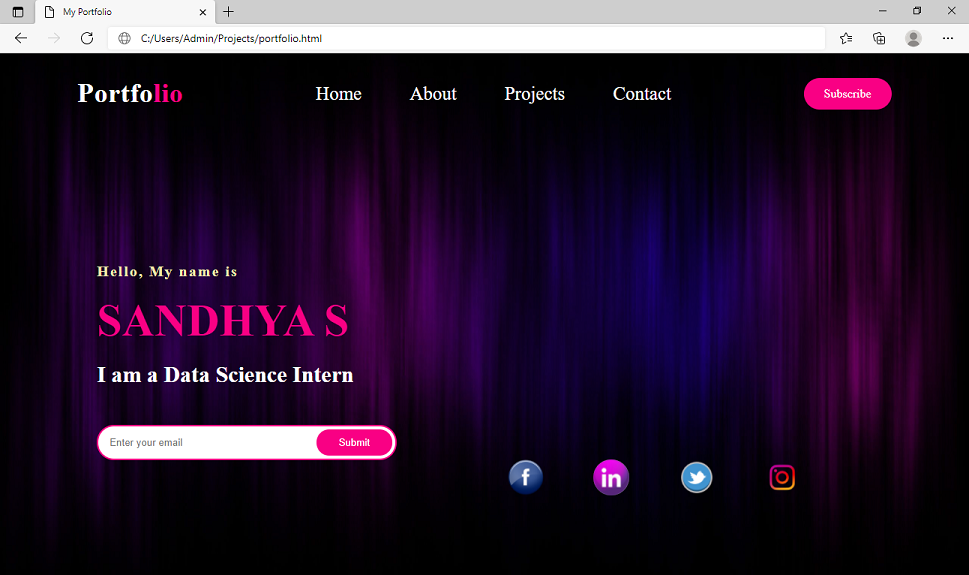 My Portfolio
C:/Users/Admin/Projects/portfolio.html
Portfolio
Home
About
Projects
Contact
Subscribe
Hello, My name is
SANDHYA S
I am a Data Science Intern
Enter your email
Submit
f
in